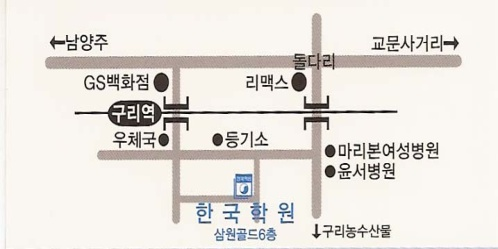 ←남양주
교문사거리→
돌다리
GS백화점
리맥스
구리역
우체국
등기소
마리본여성병원
윤서병원
한국학원
삼원골드6층
↓구리농수산물